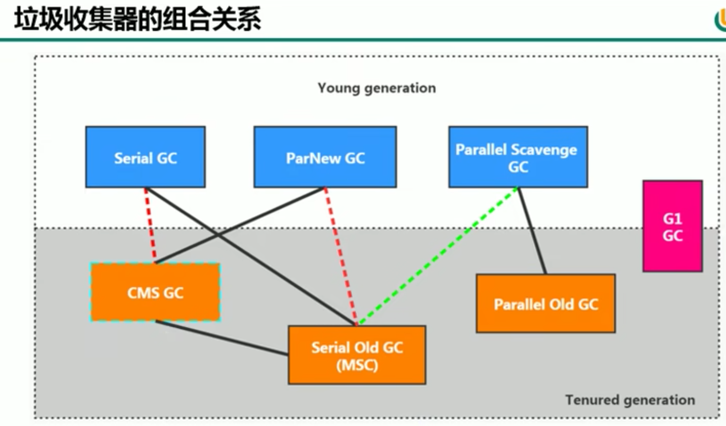 垃圾收集器的组合关系
Young generation
Serial GC
ParNew GC
Parallel Scavenge
GC
G1
GC
CMS GC
Parallel Old GC
Serial Old GC
(MSC)
Tenured generation